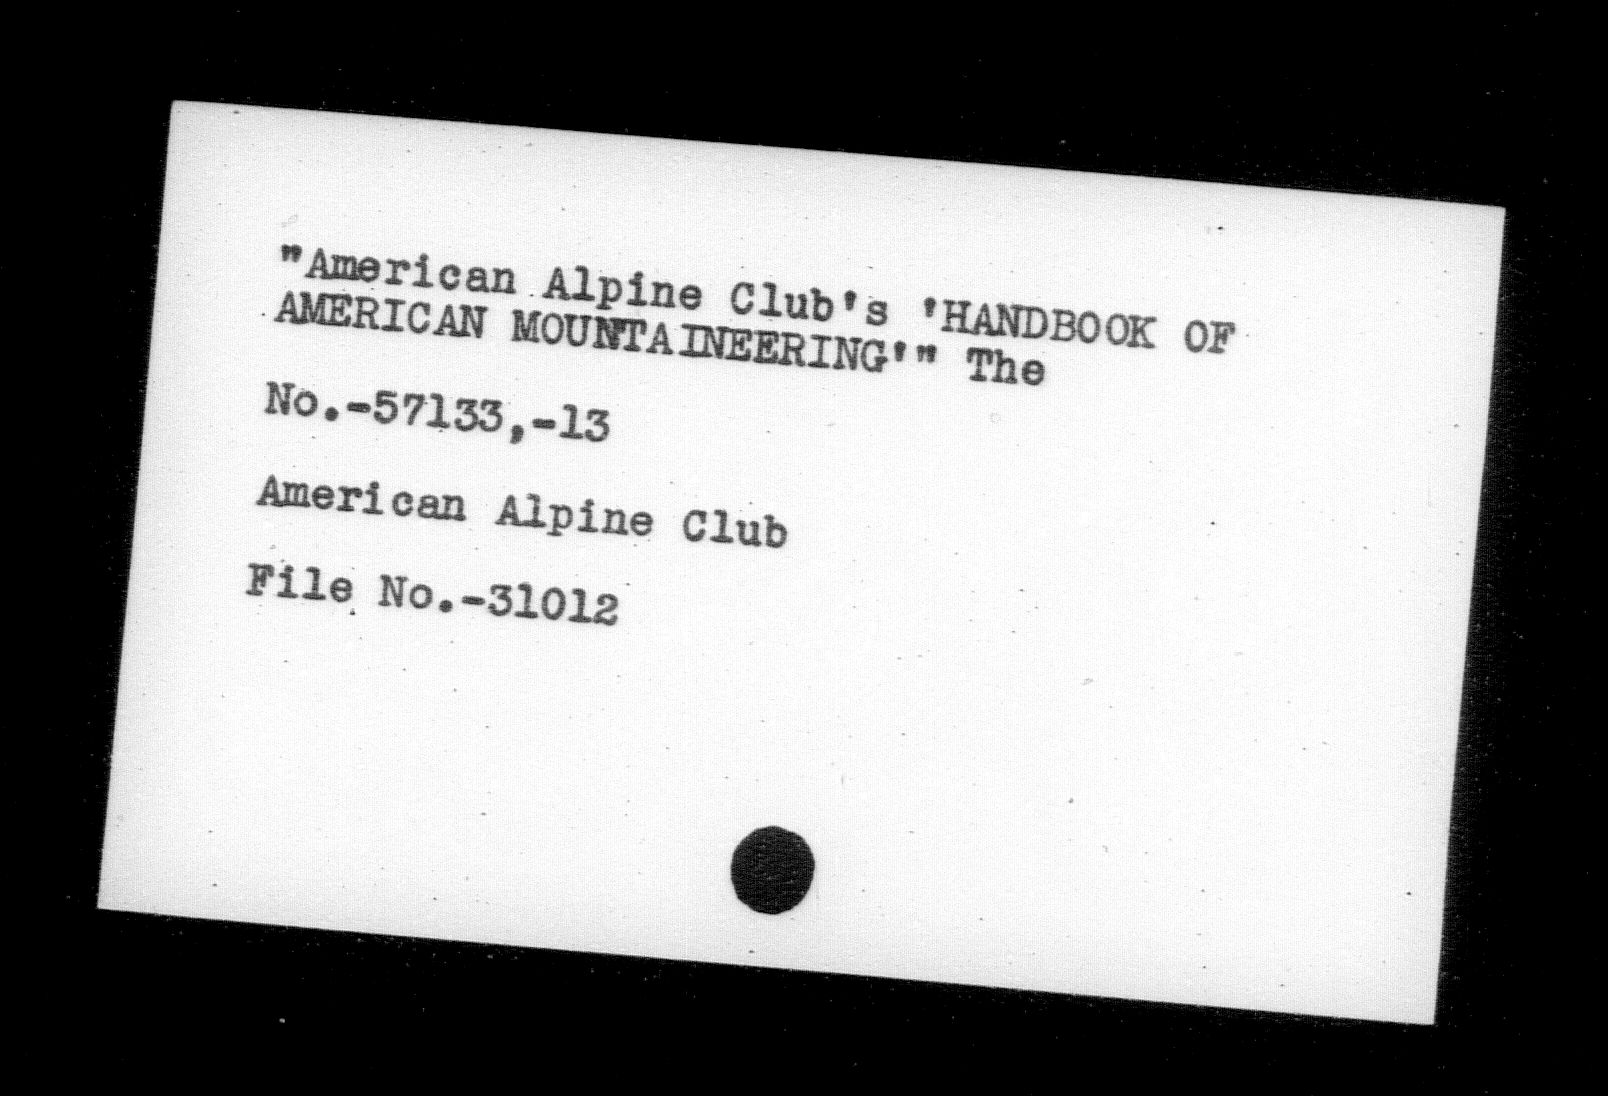 "American Alpine Club's 'HANDBOOK OF
AMERICAN MOUNTAINEERING'" The
No.-57133,-13
American Alpine Club
File No.-31012